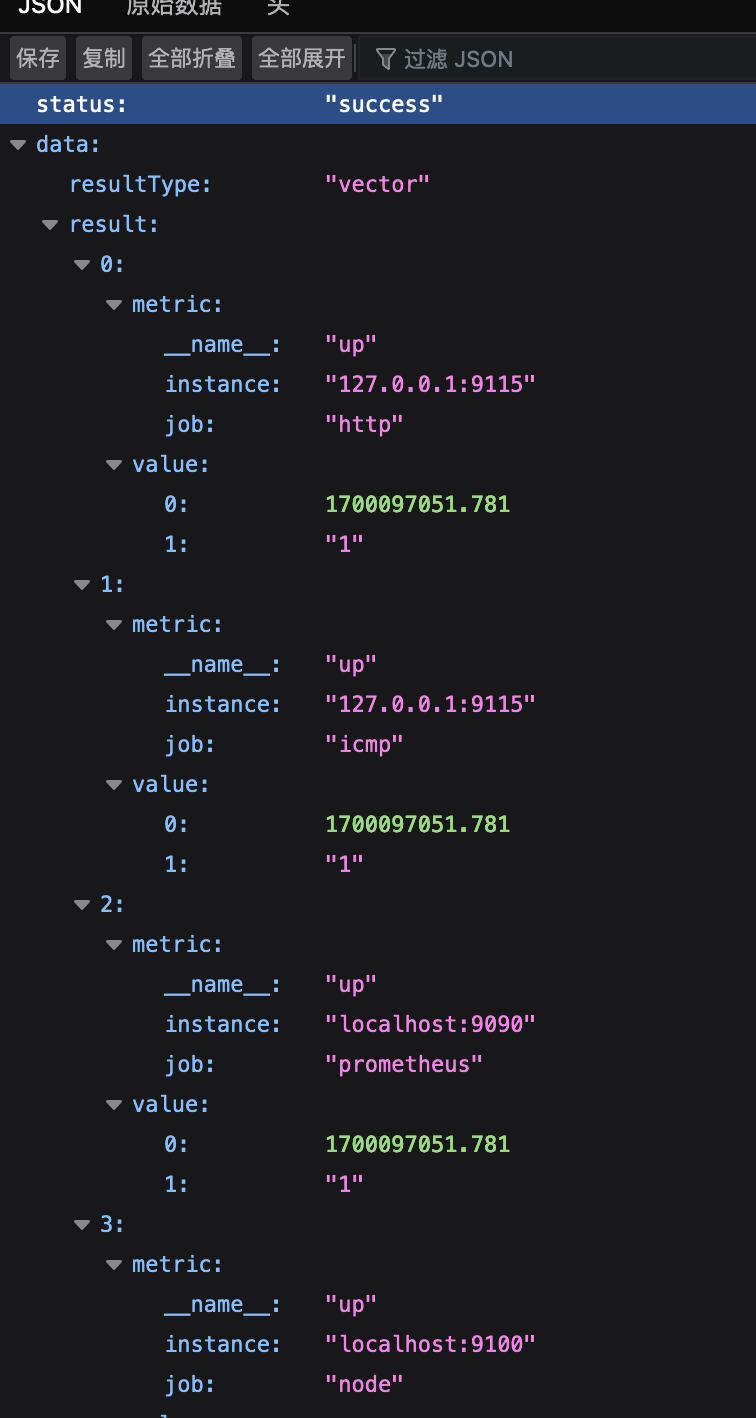 JSON 原始数据 头
保存 复制 全部折叠 全部展开 过滤 JSON
status: "success"
data:
resultType: "vector"
result:
0:
metric:
__name__: "up"
instance: "127.0.0.1:9115"
job: "http"
value:
0: 1700097051.781
1: "1"
1:
metric:
__name__: "up"
instance: "127.0.0.1:9115"
job: "icmp"
value:
0: 1700097051.781
1: "1"
2:
metric:
__name__: "up"
instance: "localhost:9090"
job: "prometheus"
value:
0: 1700097051.781
1: "1"
3:
metric:
__name__: "up"
instance: "localhost:9100"
job: "node"